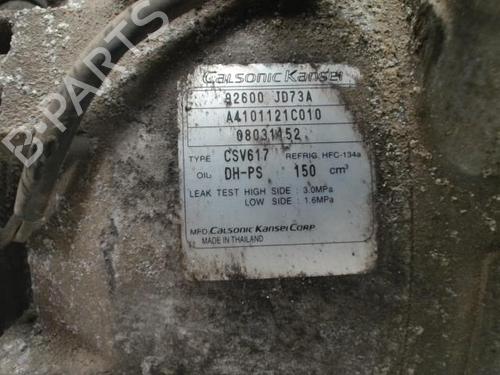 Calsonic Kansei
92600 JD73A
A4101121C010
08031152
TYPE CSV617 REFRIG. HFC-134a
OIL DH-PS 150 cm³
LEAK TEST HIGH SIDE : 3.0MPa
LOW SIDE : 1.6MPa
MFD. Calsonic Kansei Corp.
MADE IN THAILAND
B-PARTS